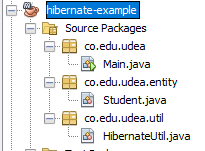 hibernate-example
Source Packages
co.edu.udea
Main.java
co.edu.udea.entity
Student.java
co.edu.udea.util
HibernateUtil.java